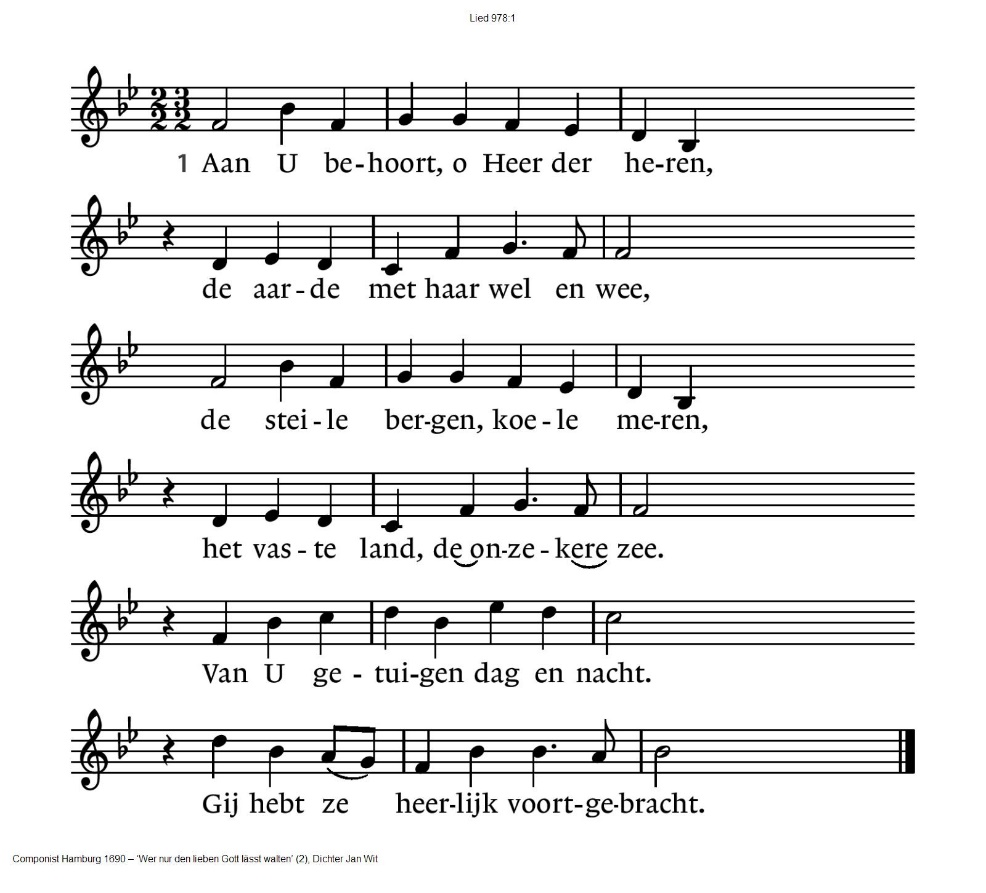 Lied 978:1
1 Aan U be-hoort, o Heer der he-ren,
de aar-de met haar wel en wee,
de stei-le ber-gen, koe-le me-ren,
het vas-te land, de on-ze-kere zee.
Van U ge-tui-gen dag en nacht.
Gij hebt ze heer-lijk voort-ge-bracht.
Componist Hamburg 1690 – 'Wer nur den lieben Gott lässt walten' (2), Dichter Jan Wit